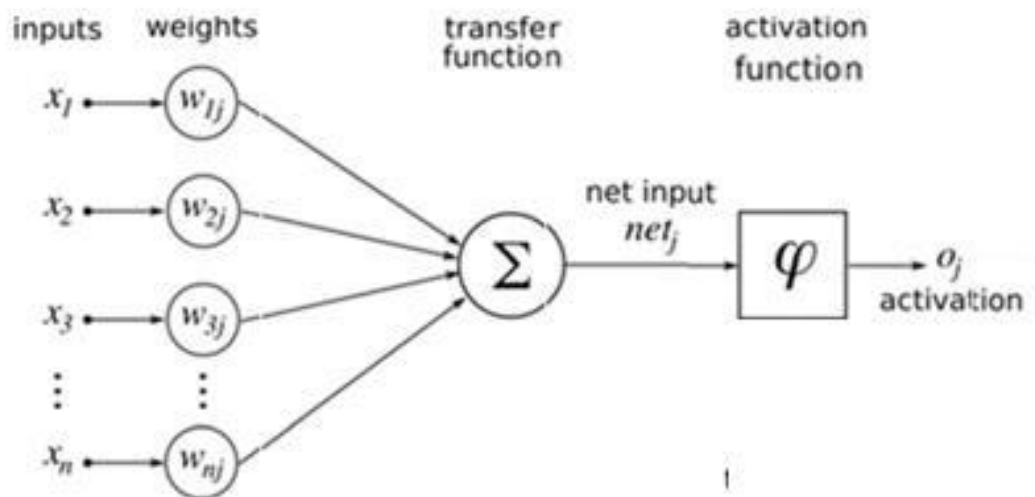 inputs weights transfer function activation function
x₁ w₁ⱼ
x₂ w₂ⱼ
net input
netⱼ
Σ φ oⱼ
activation
x₃ w₃ⱼ
⋮ ⋮
xₙ wₙⱼ